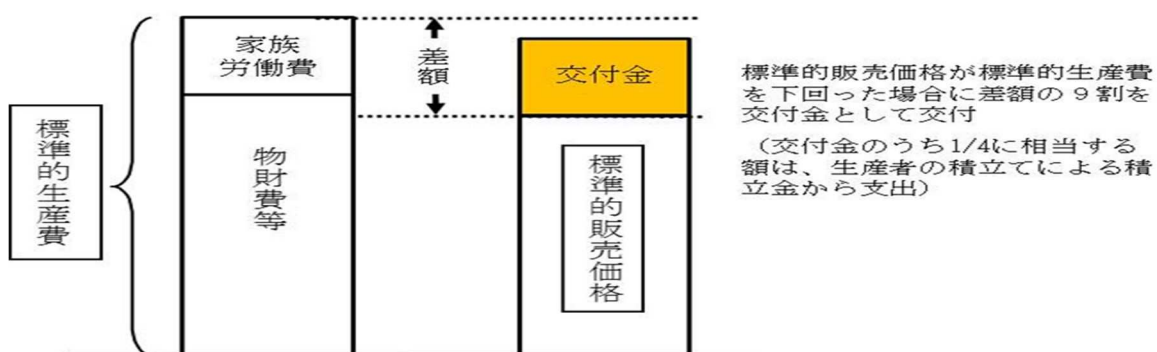 標準的生産費
家族
労働費
物財費等
差額
交付金
標準的販売価格
標準的販売価格が標準的生産費
を下回った場合に差額の９割を
交付金として交付
（交付金のうち1/4に相当する
額は、生産者の積立てによる積
立金から支出）